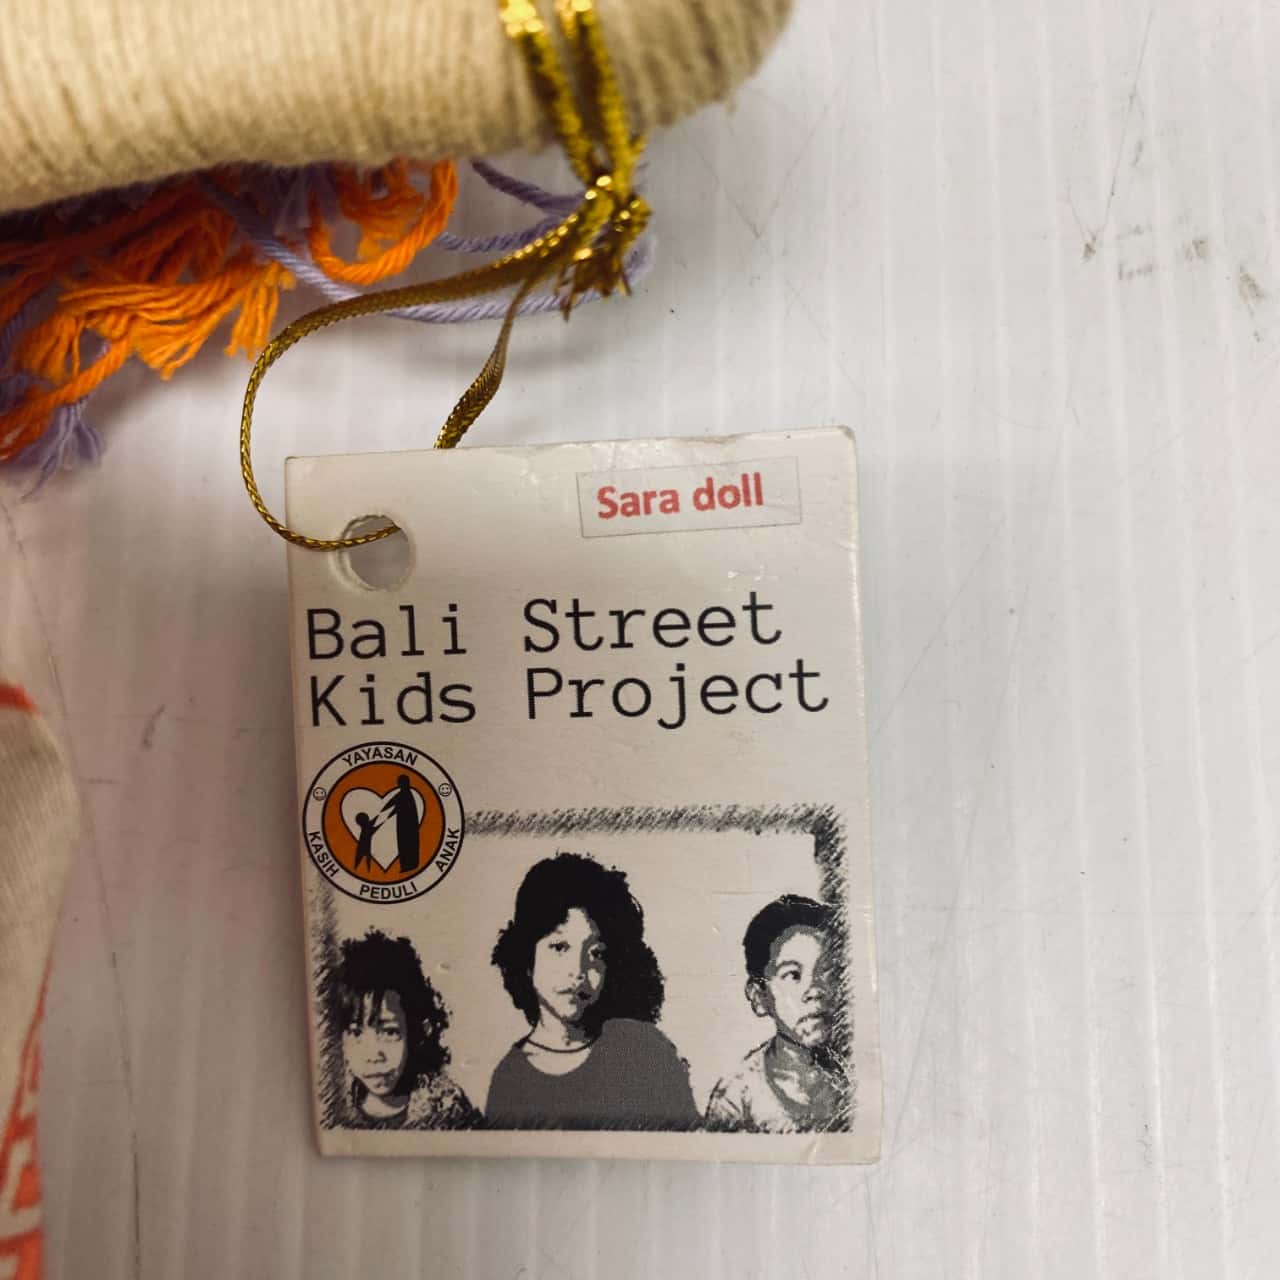 Sara doll
Bali Street
Kids Project
YAYASAN
KASIH PEDULI ANAK